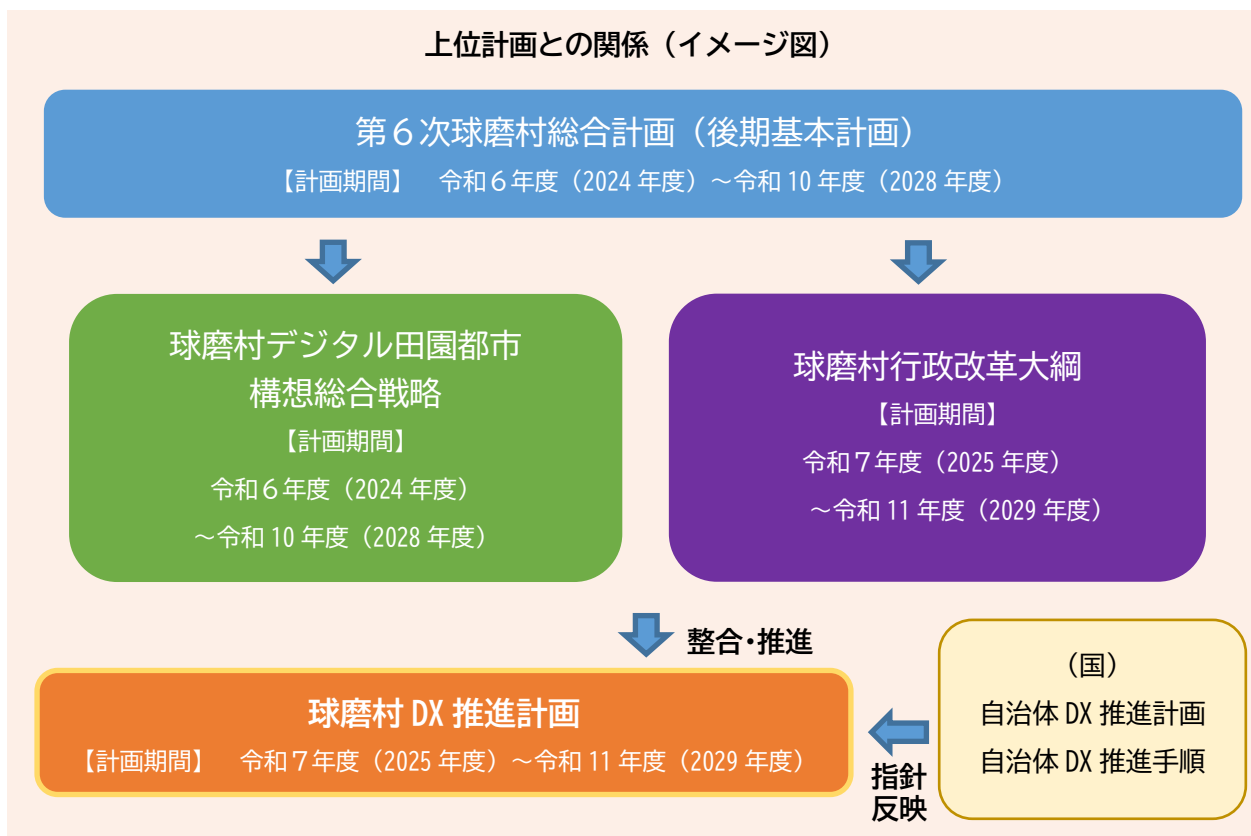 上位計画との関係（イメージ図）
第６次球磨村総合計画（後期基本計画）
【計画期間】　令和６年度（2024 年度）～令和 10 年度（2028 年度）
球磨村デジタル田園都市
構想総合戦略
【計画期間】
令和６年度（2024 年度）
～令和 10 年度（2028 年度）
球磨村行政改革大綱
【計画期間】
令和７年度（2025 年度）
～令和 11 年度（2029 年度）
整合・推進
球磨村 DX 推進計画
【計画期間】　令和７年度（2025 年度）～令和 11 年度（2029 年度）
（国）
自治体 DX 推進計画
自治体 DX 推進手順
指針
反映